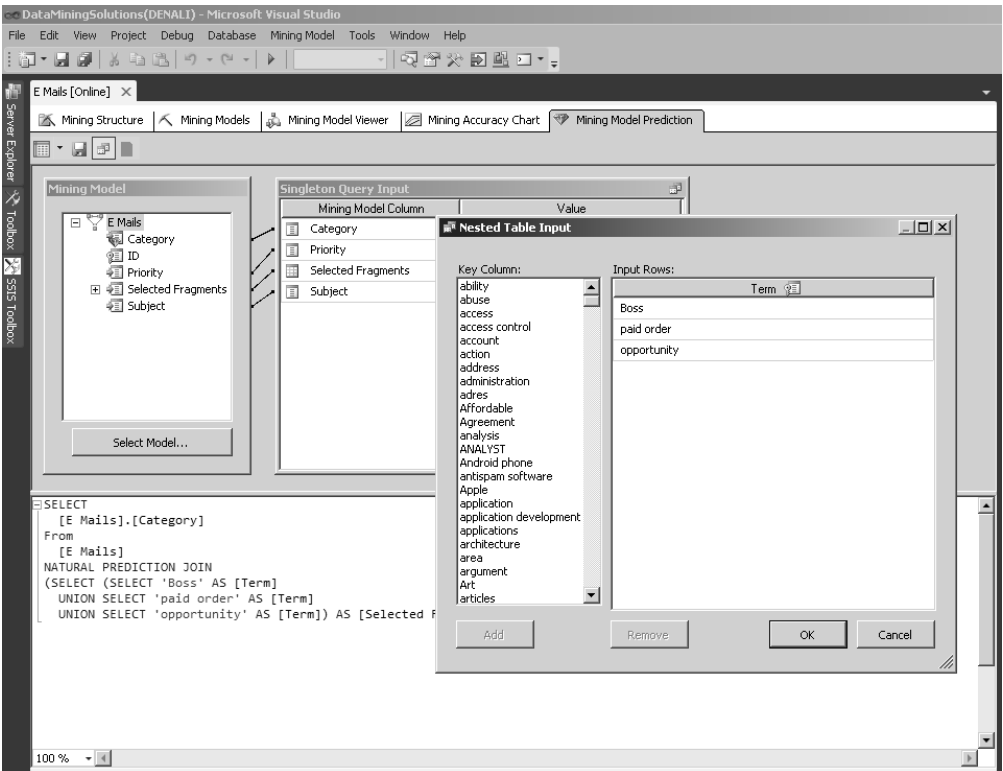 DataMiningSolutions(DENALI) - Microsoft Visual Studio
File Edit View Project Debug Database Mining Model Tools Window Help
E Mails [Online]
Mining Structure Mining Models Mining Model Viewer Mining Accuracy Chart Mining Model Prediction
Server Explorer
Toolbox
SSIS Toolbox
Mining Model
E Mails
Category
ID
Priority
Selected Fragments
Subject
Select Model...
Singleton Query Input
Mining Model Column Value
Category
Priority
Selected Fragments
Subject
Nested Table Input
Key Column:
ability
abuse
access
access control
account
action
address
administration
adres
Affordable
Agreement
analysis
ANALYST
Android phone
antispam software
Apple
application
application development
applications
architecture
area
argument
Art
articles
Input Rows:
Term
Boss
paid order
opportunity
Add Remove OK Cancel
SELECT
[E Mails].[Category]
From
[E Mails]
NATURAL PREDICTION JOIN
(SELECT (SELECT 'Boss' AS [Term]
UNION SELECT 'paid order' AS [Term]
UNION SELECT 'opportunity' AS [Term]) AS [Selected F
100 %